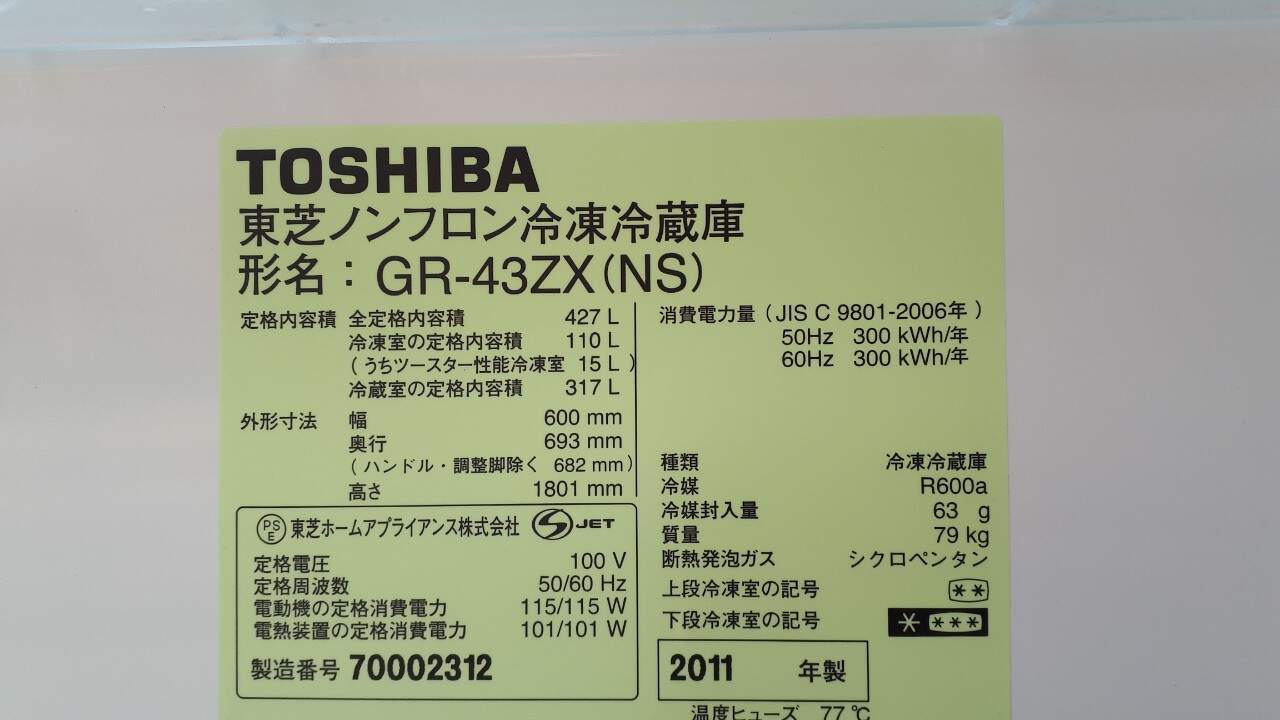 TOSHIBA
東芝ノンフロン冷凍冷蔵庫
形名：GR-43ZX(NS)
定格内容積 全定格内容積 427 L
冷凍室の定格内容積 110 L
(うちツースター性能冷凍室 15 L)
冷蔵室の定格内容積 317 L
外形寸法 幅 600 mm
奥行 693 mm
(ハンドル・調整脚除く 682 mm)
高さ 1801 mm
PSE 東芝ホームアプライアンス株式会社 JET
定格電圧 100 V
定格周波数 50/60 Hz
電動機の定格消費電力 115/115 W
電熱装置の定格消費電力 101/101 W
製造番号 70002312
消費電力量 (JIS C 9801-2006年)
50Hz 300 kWh/年
60Hz 300 kWh/年
種類 冷凍冷蔵庫
冷媒 R600a
冷媒封入量 63 g
質量 79 kg
断熱発泡ガス シクロペンタン
上段冷凍室の記号 **
下段冷凍室の記号 * ***
2011 年製
温度ヒューズ 77℃